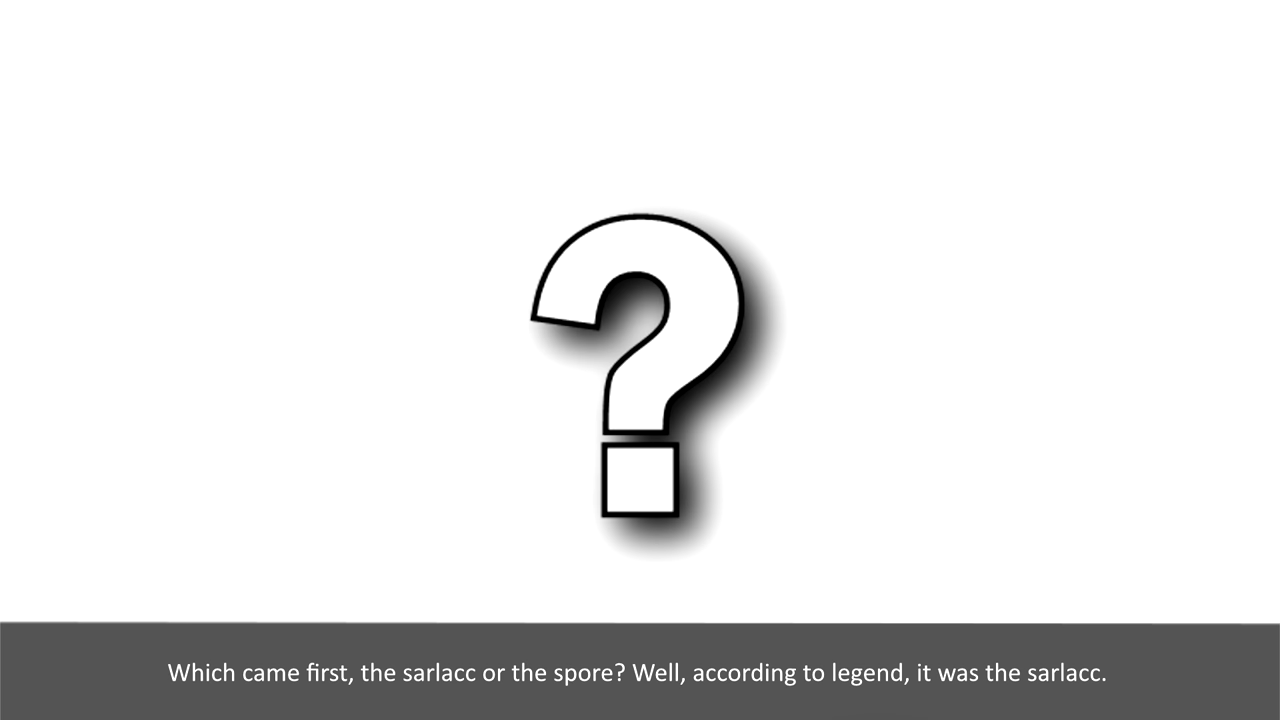 ?
Which came first, the sarlacc or the spore? Well, according to legend, it was the sarlacc.